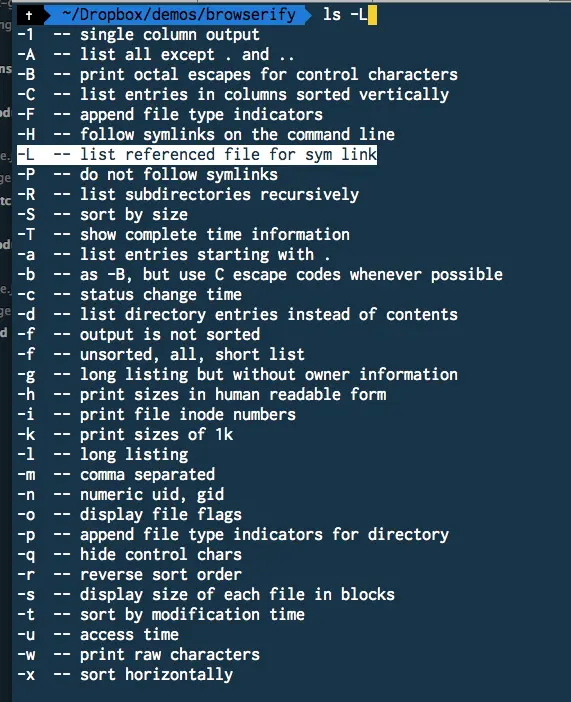 ✝ ~/Dropbox/demos/browserify ls -L
-1 -- single column output
-A -- list all except . and ..
-B -- print octal escapes for control characters
-C -- list entries in columns sorted vertically
-F -- append file type indicators
-H -- follow symlinks on the command line
-L -- list referenced file for sym link
-P -- do not follow symlinks
-R -- list subdirectories recursively
-S -- sort by size
-T -- show complete time information
-a -- list entries starting with .
-b -- as -B, but use C escape codes whenever possible
-c -- status change time
-d -- list directory entries instead of contents
-f -- output is not sorted
-f -- unsorted, all, short list
-g -- long listing but without owner information
-h -- print sizes in human readable form
-i -- print file inode numbers
-k -- print sizes of 1k
-l -- long listing
-m -- comma separated
-n -- numeric uid, gid
-o -- display file flags
-p -- append file type indicators for directory
-q -- hide control chars
-r -- reverse sort order
-s -- display size of each file in blocks
-t -- sort by modification time
-u -- access time
-w -- print raw characters
-x -- sort horizontally